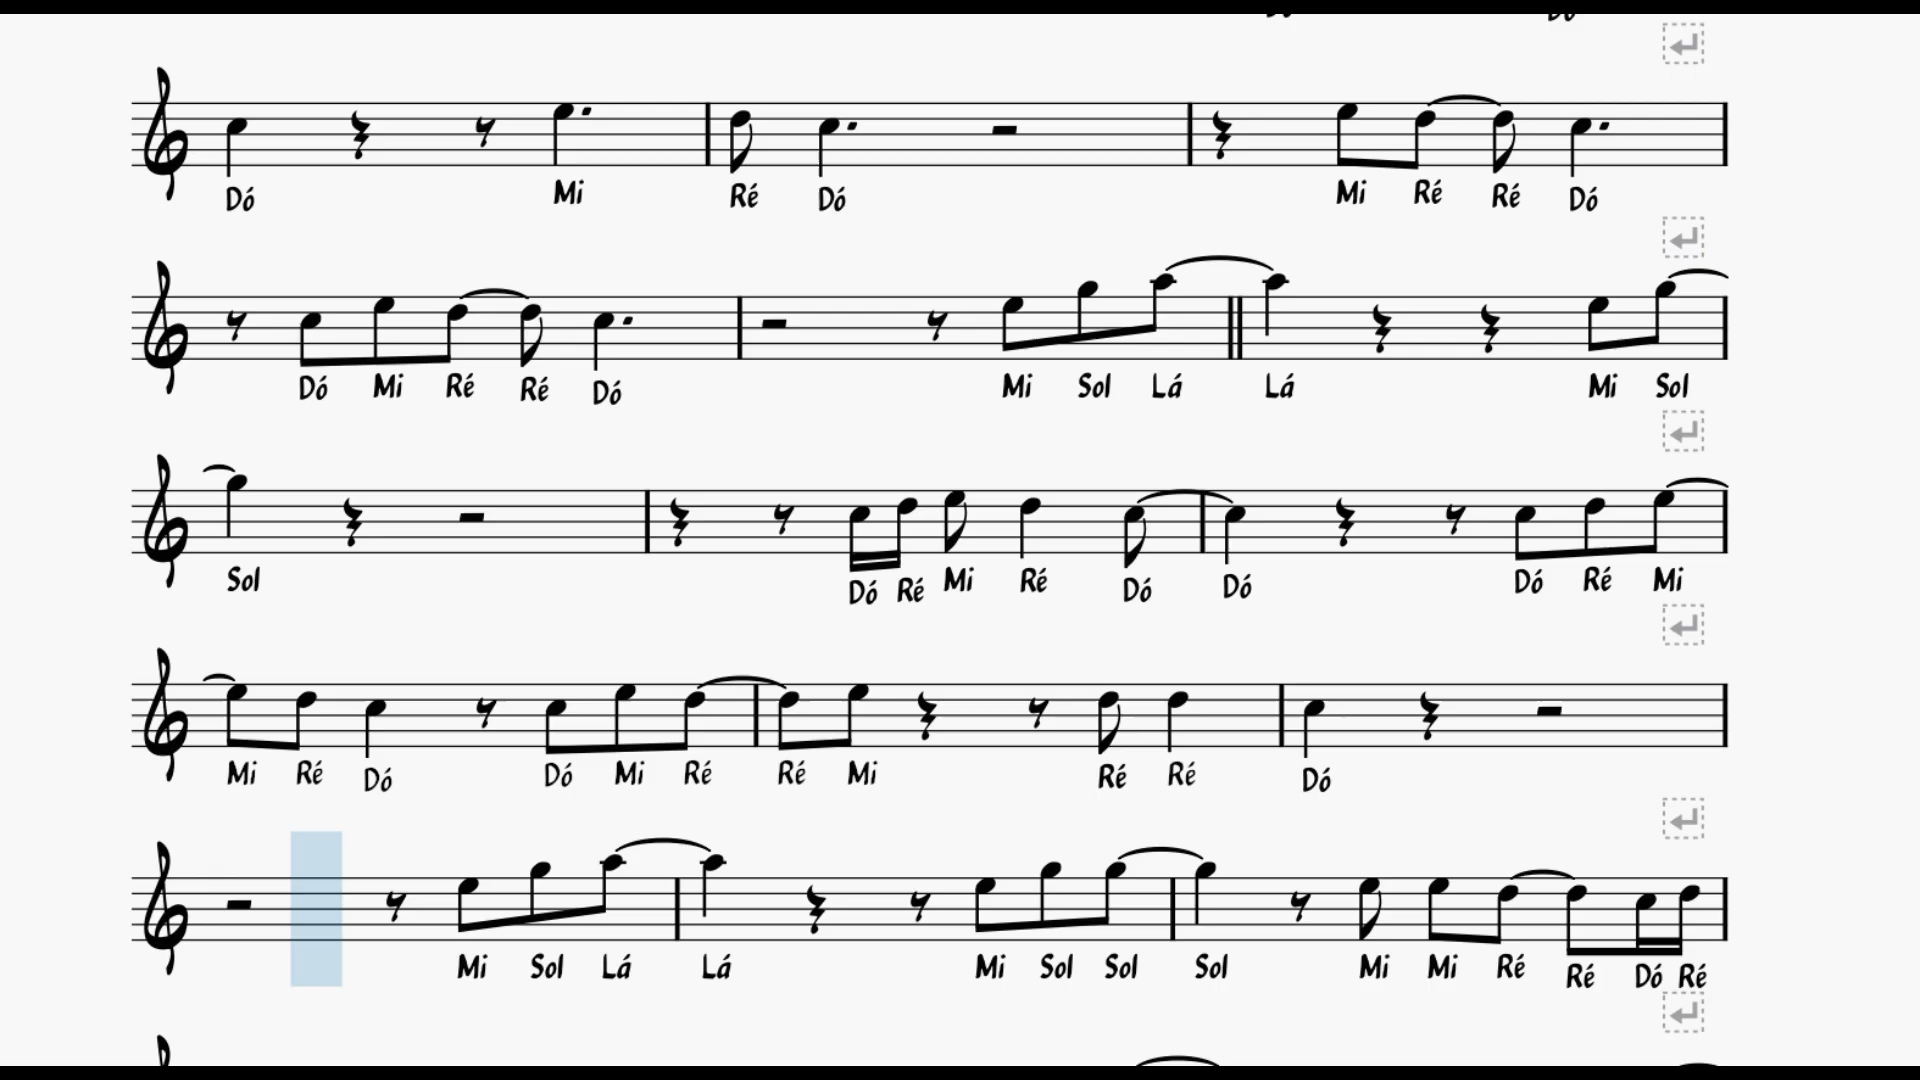 Dó Mi Ré Dó Mi Ré Ré Dó
Dó Mi Ré Ré Dó Mi Sol Lá Lá Mi Sol
Sol Dó Ré Mi Ré Dó Dó Dó Ré Mi
Mi Ré Dó Dó Mi Ré Ré Mi Ré Ré Dó
Mi Sol Lá Lá Mi Sol Sol Sol Mi Mi Ré Ré Dó Ré